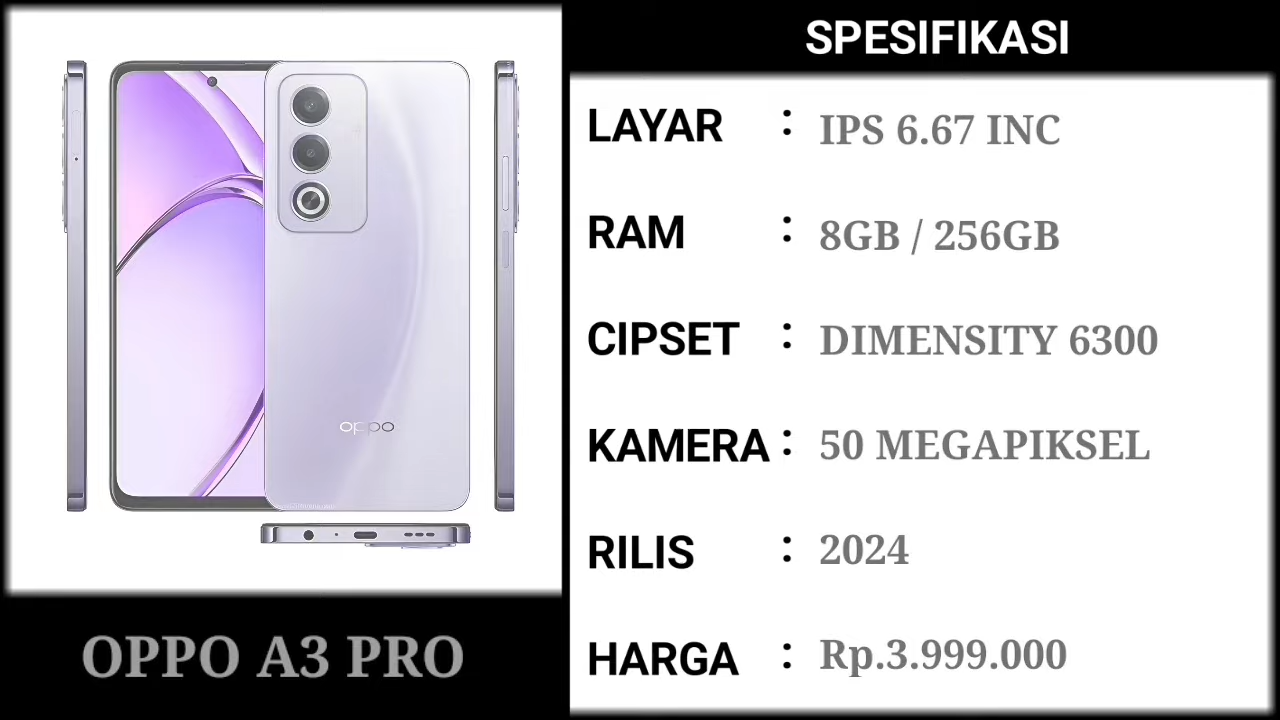 oppo
OPPO A3 PRO
SPESIFIKASI
LAYAR : IPS 6.67 INC
RAM : 8GB / 256GB
CIPSET : DIMENSITY 6300
KAMERA : 50 MEGAPIKSEL
RILIS : 2024
HARGA : Rp.3.999.000